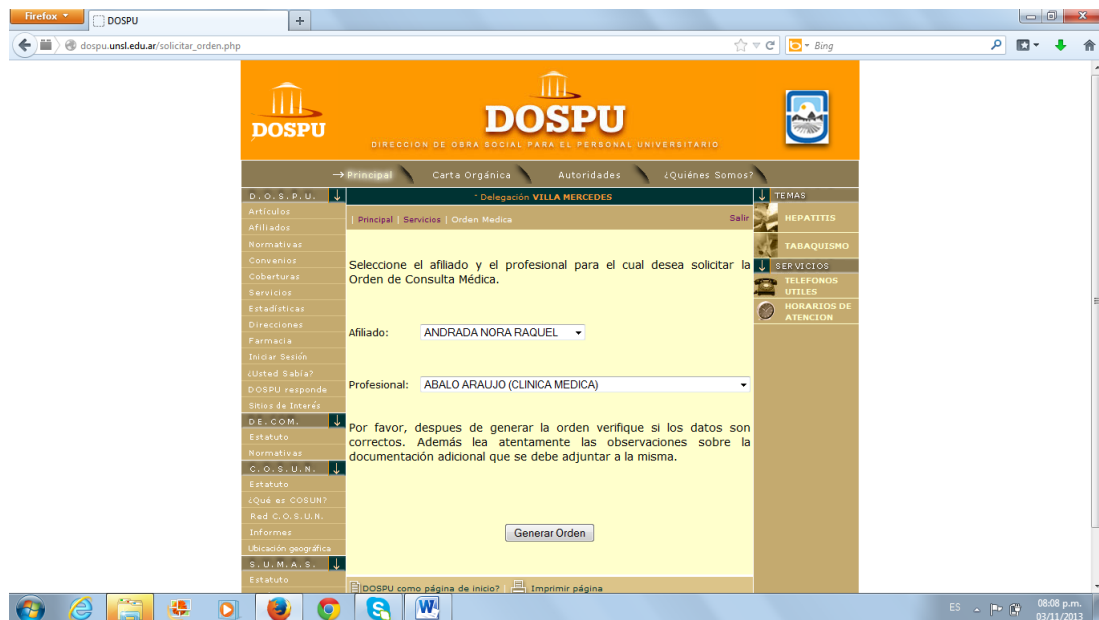 Firefox
DOSPU
dospu.unsl.edu.ar/solicitar_orden.php
Bing
DOSPU
DOSPU
DIRECCION DE OBRA SOCIAL PARA EL PERSONAL UNIVERSITARIO
Principal
Carta Orgánica
Autoridades
¿Quiénes Somos?
D.O.S.P.U.
Artículos
Afiliados
Normativas
Convenios
Coberturas
Servicios
Estadísticas
Direcciones
Farmacia
Iniciar Sesión
¿Usted Sabía?
DOSPU responde
Sitios de Interés
DE.COM.
Estatuto
Normativas
C.O.S.U.N.
Estatuto
¿Qué es COSUN?
Red C.O.S.U.N.
Informes
Ubicación geográfica
S.U.M.A.S.
Estatuto
Delegación VILLA MERCEDES
| Principal | Servicios | Orden Medica
Salir
Seleccione el afiliado y el profesional para el cual desea solicitar la
Orden de Consulta Médica.
Afiliado: ANDRADA NORA RAQUEL
Profesional: ABALO ARAUJO (CLINICA MEDICA)
Por favor, despues de generar la orden verifique si los datos son
correctos. Además lea atentamente las observaciones sobre la
documentación adicional que se debe adjuntar a la misma.
Generar Orden
DOSPU como página de inicio? | Imprimir página
TEMAS
HEPATITIS
TABAQUISMO
SERVICIOS
TELEFONOS
UTILES
HORARIOS DE
ATENCION
ES
08:08 p.m.
03/11/2013